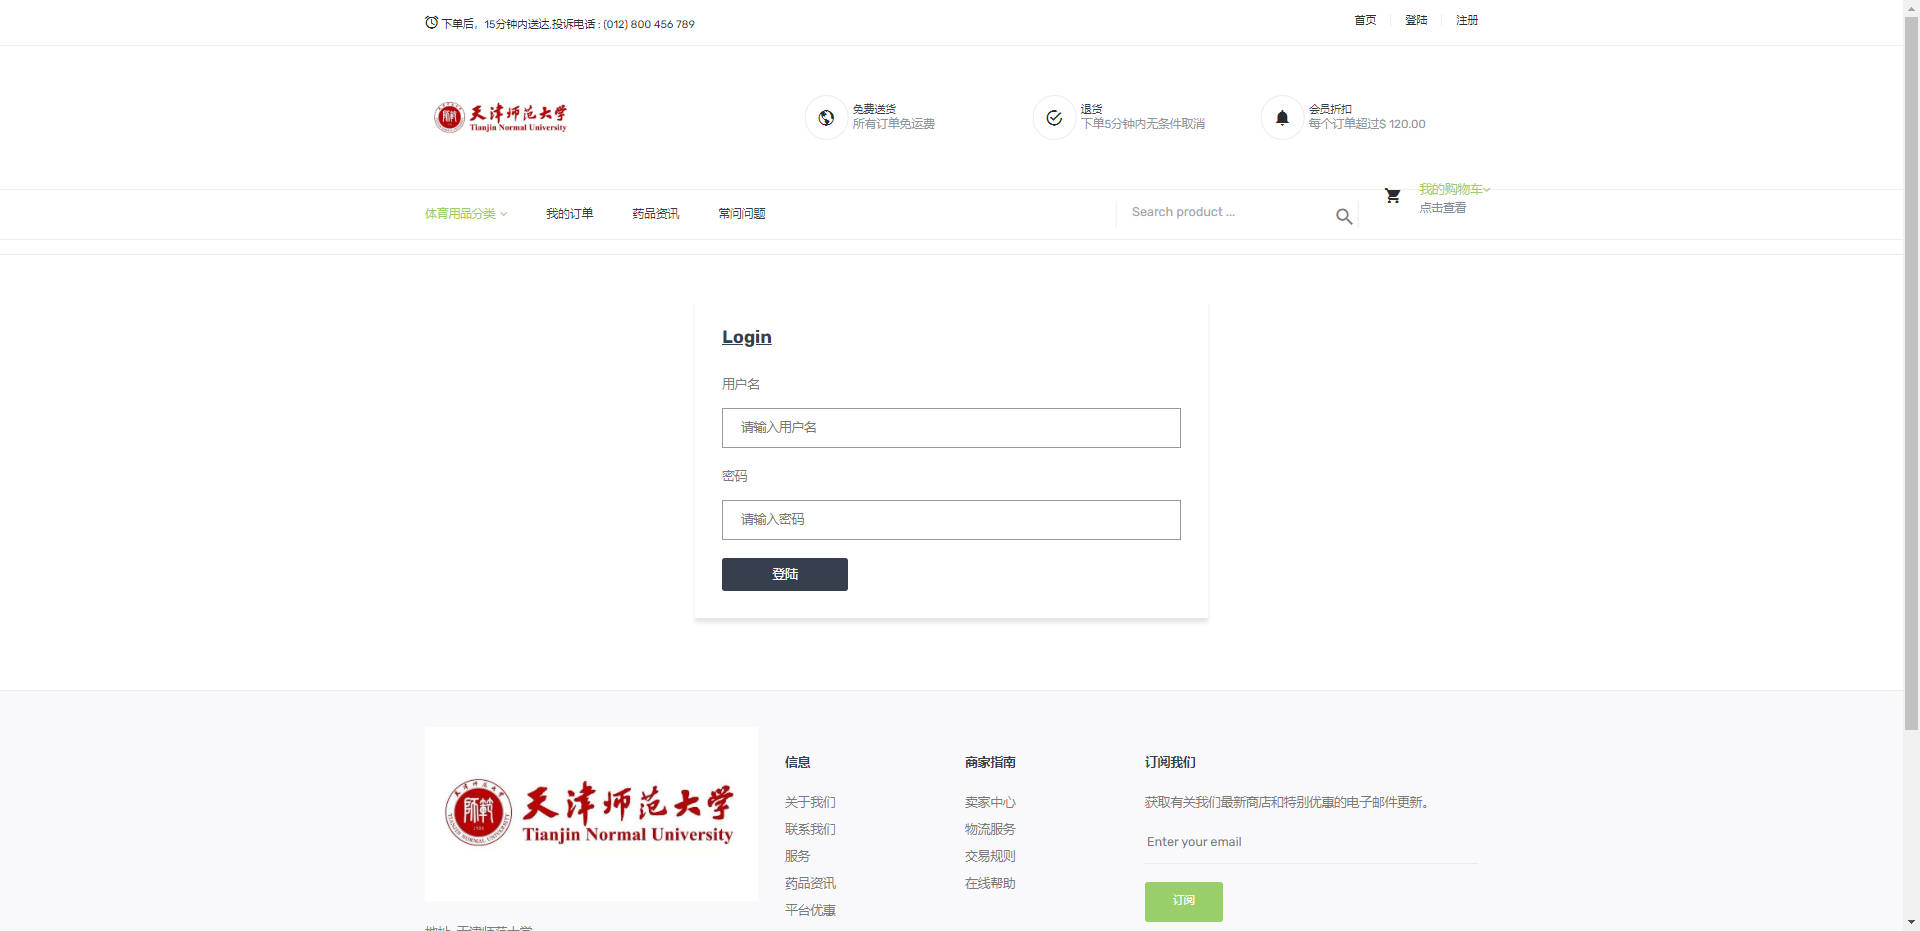 下单后，15分钟内送达,投诉电话 : (012) 800 456 789
首页 登陆 注册
天津师范大学
Tianjin Normal University
免费送货
所有订单免运费
退货
下单5分钟内无条件取消
会员折扣
每个订单超过$ 120.00
体育用品分类 我的订单 药品资讯 常问问题
Search product ...
我的购物车
点击查看
Login
用户名
请输入用户名
密码
请输入密码
登陆
天津师范大学
Tianjin Normal University
信息
关于我们
联系我们
服务
药品资讯
平台优惠
商家指南
卖家中心
物流服务
交易规则
在线帮助
订阅我们
获取有关我们最新商店和特别优惠的电子邮件更新。
Enter your email
订阅